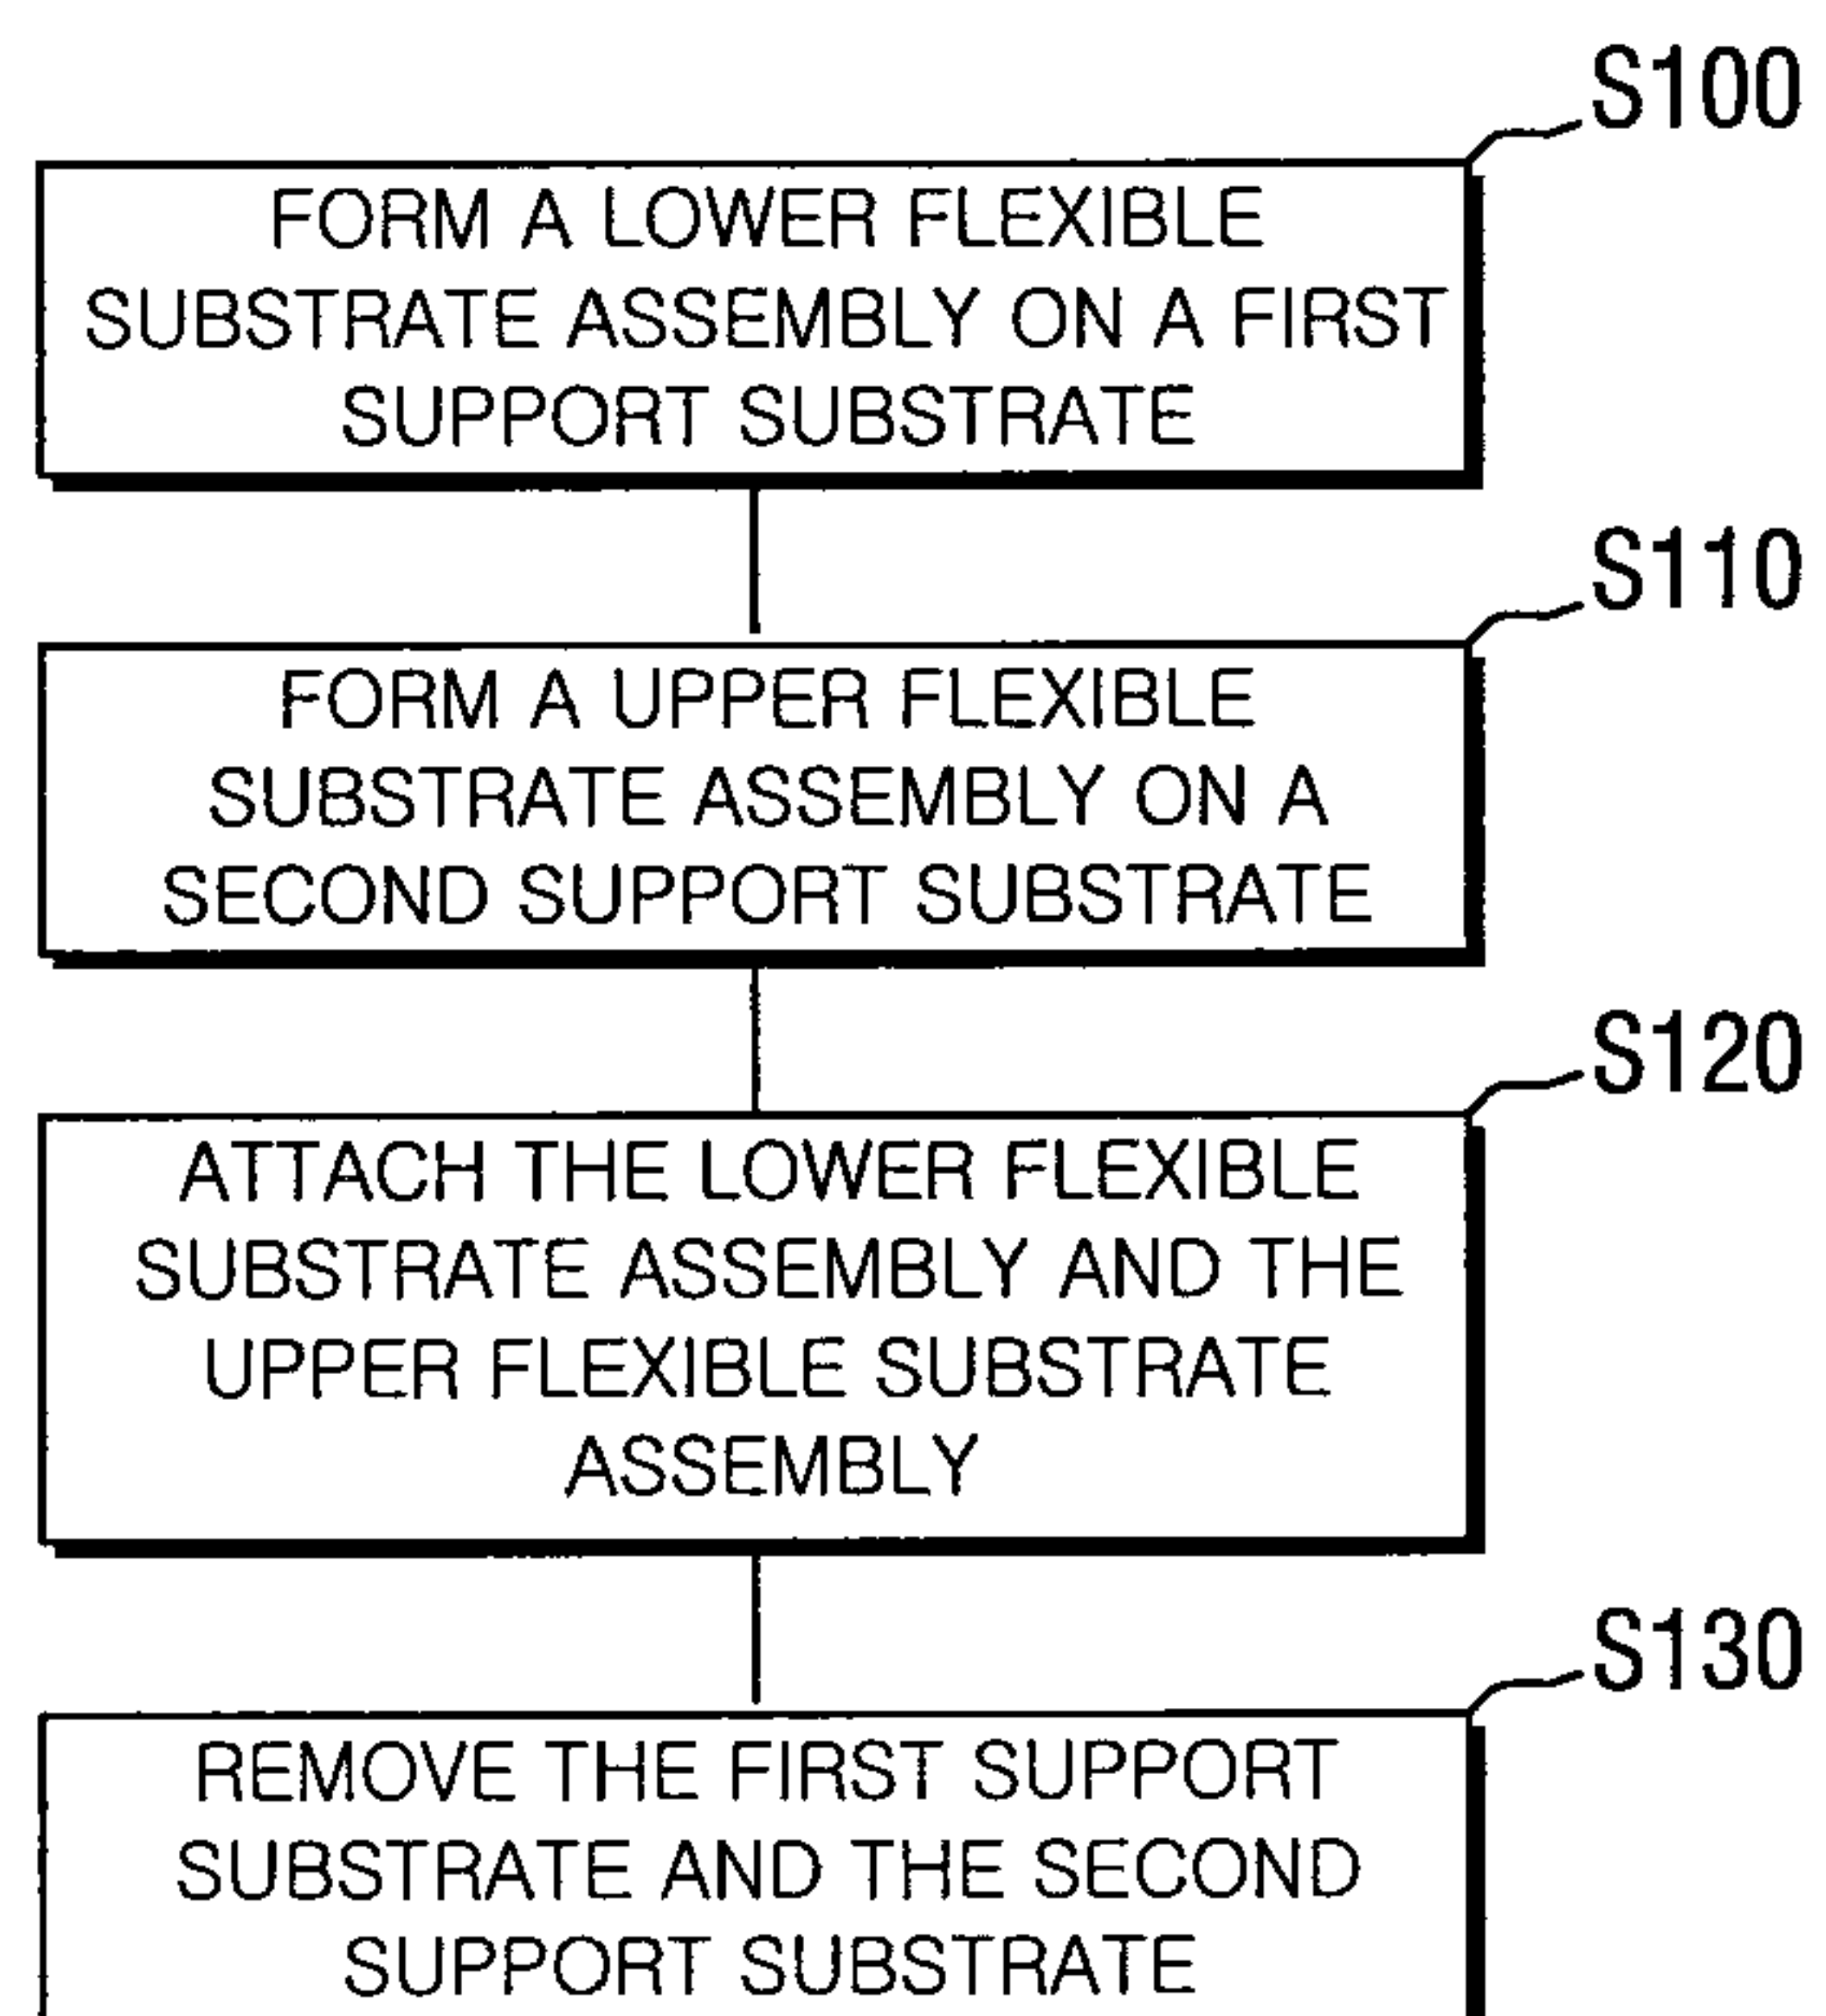 S100
FORM A LOWER FLEXIBLE
SUBSTRATE ASSEMBLY ON A FIRST
SUPPORT SUBSTRATE
S110
FORM A UPPER FLEXIBLE
SUBSTRATE ASSEMBLY ON A
SECOND SUPPORT SUBSTRATE
S120
ATTACH THE LOWER FLEXIBLE
SUBSTRATE ASSEMBLY AND THE
UPPER FLEXIBLE SUBSTRATE
ASSEMBLY
S130
REMOVE THE FIRST SUPPORT
SUBSTRATE AND THE SECOND
SUPPORT SUBSTRATE